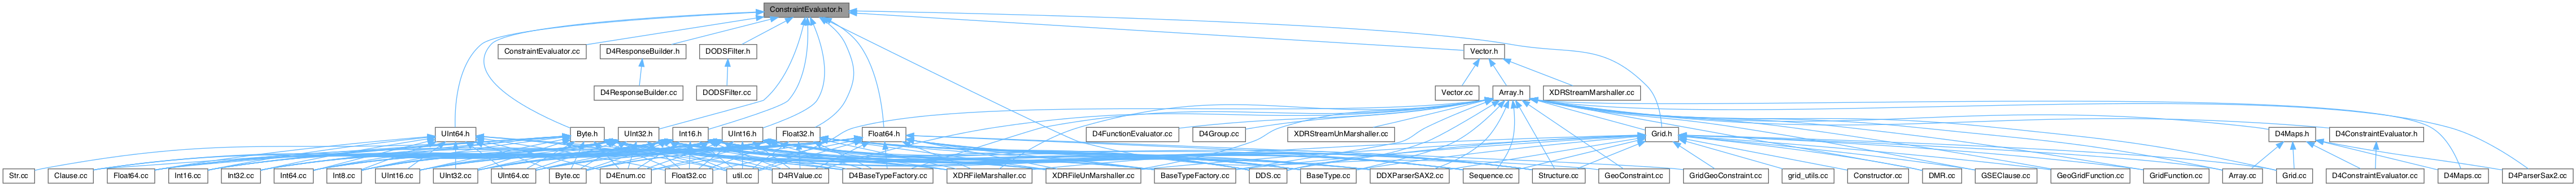 ConstraintEvaluator.h
ConstraintEvaluator.cc
D4ResponseBuilder.h
DODSFilter.h
Vector.h
D4ResponseBuilder.cc
DODSFilter.cc
Vector.cc
Array.h
XDRStreamMarshaller.cc
UInt64.h
Byte.h
UInt32.h
Int16.h
UInt16.h
Float32.h
Float64.h
D4FunctionEvaluator.cc
D4Group.cc
XDRStreamUnMarshaller.cc
Grid.h
D4Maps.h
D4ConstraintEvaluator.h
Str.cc
Clause.cc
Float64.cc
Int16.cc
Int32.cc
Int64.cc
Int8.cc
UInt16.cc
UInt32.cc
UInt64.cc
Byte.cc
D4Enum.cc
Float32.cc
util.cc
D4RValue.cc
D4BaseTypeFactory.cc
XDRFileMarshaller.cc
XDRFileUnMarshaller.cc
BaseTypeFactory.cc
DDS.cc
BaseType.cc
DDXParserSAX2.cc
Sequence.cc
Structure.cc
GeoConstraint.cc
GridGeoConstraint.cc
grid_utils.cc
Constructor.cc
DMR.cc
GSEClause.cc
GeoGridFunction.cc
GridFunction.cc
Array.cc
Grid.cc
D4ConstraintEvaluator.cc
D4Maps.cc
D4ParserSax2.cc